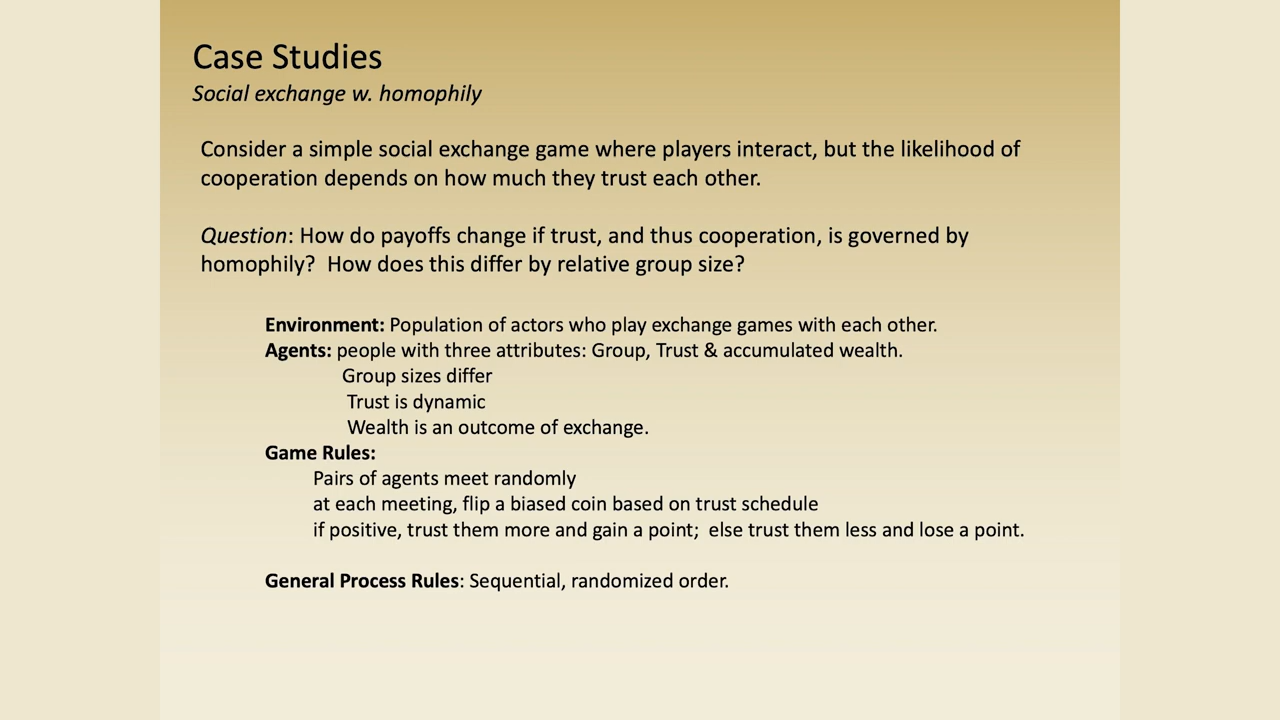 Case Studies
Social exchange w. homophily
Consider a simple social exchange game where players interact, but the likelihood of
cooperation depends on how much they trust each other.
Question: How do payoffs change if trust, and thus cooperation, is governed by
homophily?  How does this differ by relative group size?
Environment: Population of actors who play exchange games with each other.
Agents: people with three attributes: Group, Trust & accumulated wealth.
Group sizes differ
Trust is dynamic
Wealth is an outcome of exchange.
Game Rules:
Pairs of agents meet randomly
at each meeting, flip a biased coin based on trust schedule
if positive, trust them more and gain a point;  else trust them less and lose a point.
General Process Rules: Sequential, randomized order.